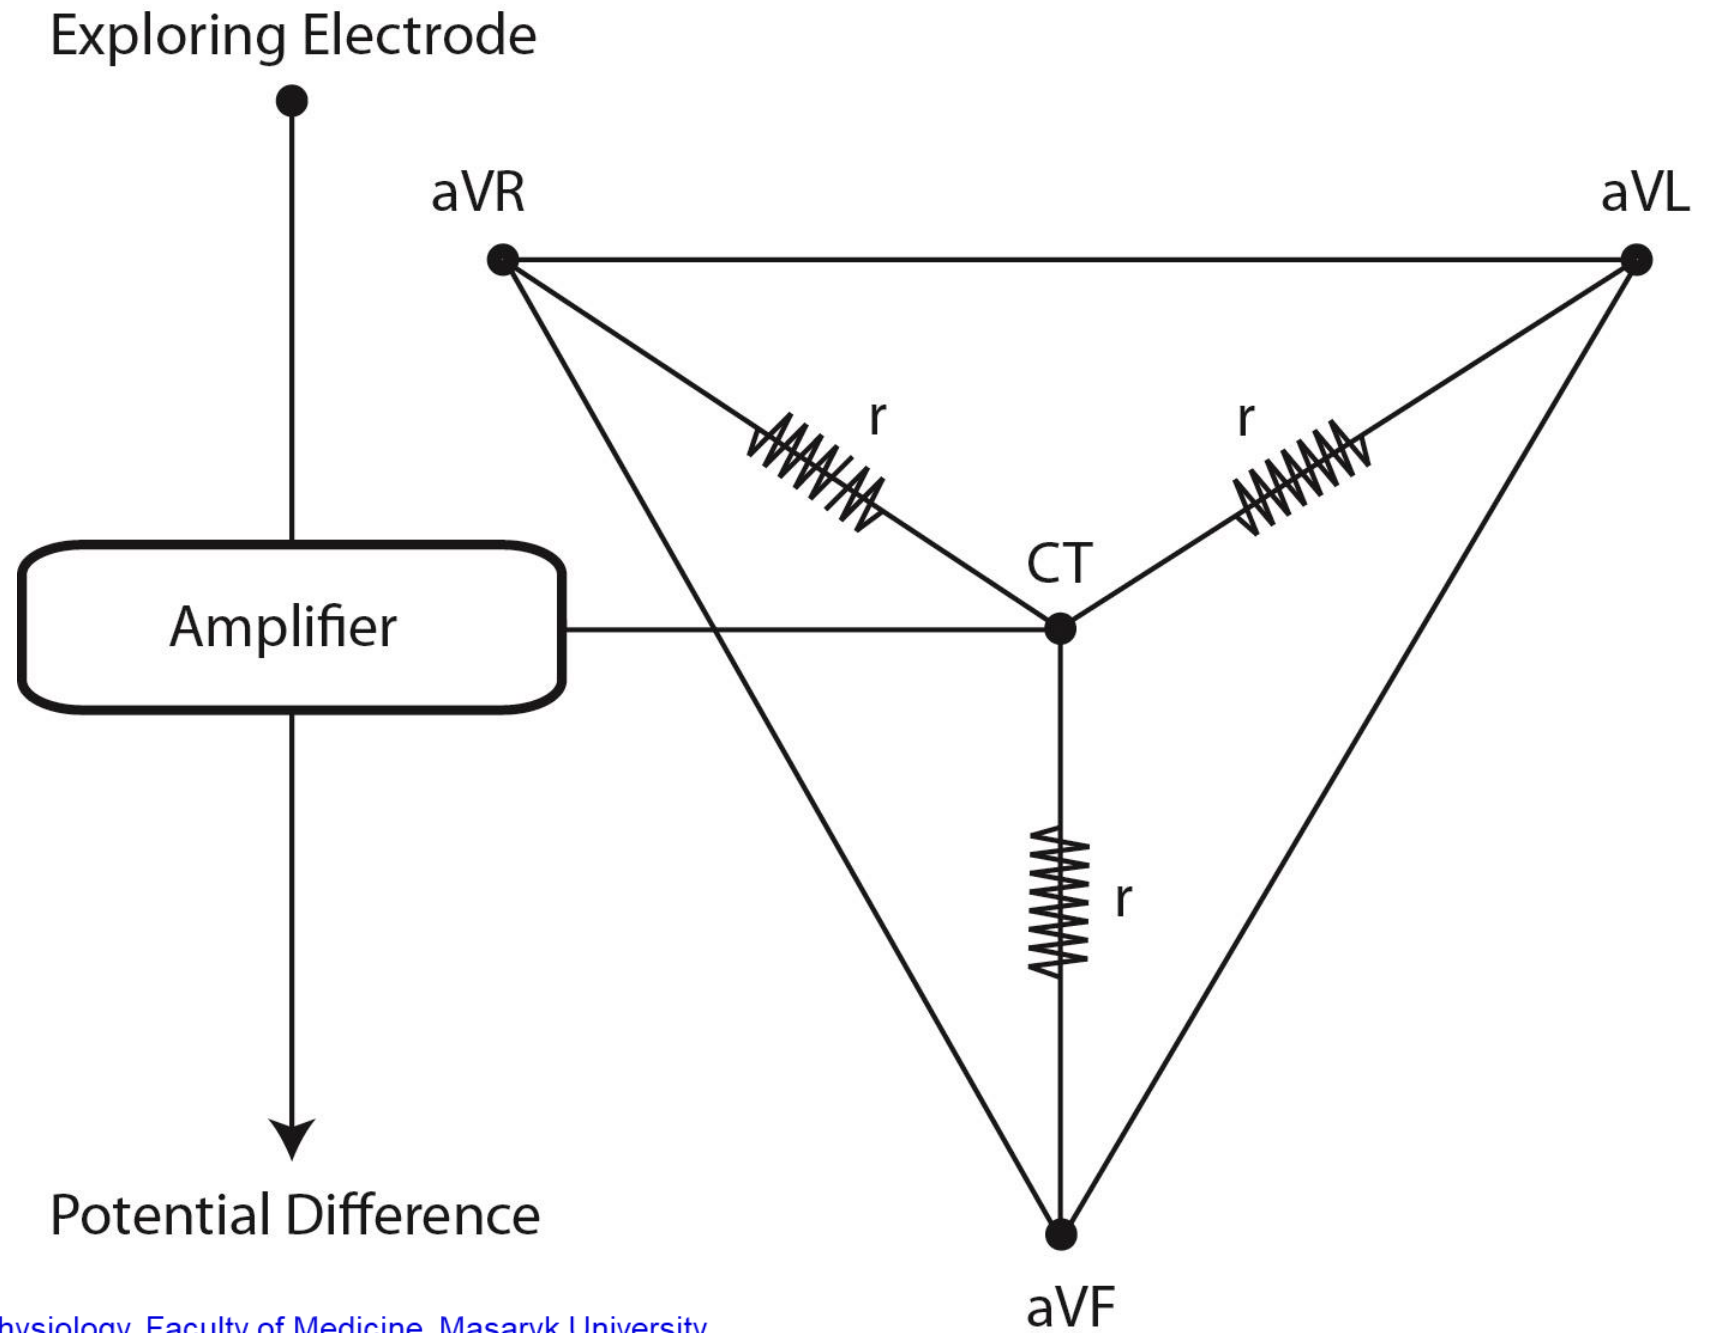 Exploring Electrode
aVR
aVL
r
r
CT
Amplifier
r
Potential Difference
aVF
Faculty of Medicine, Masaryk University